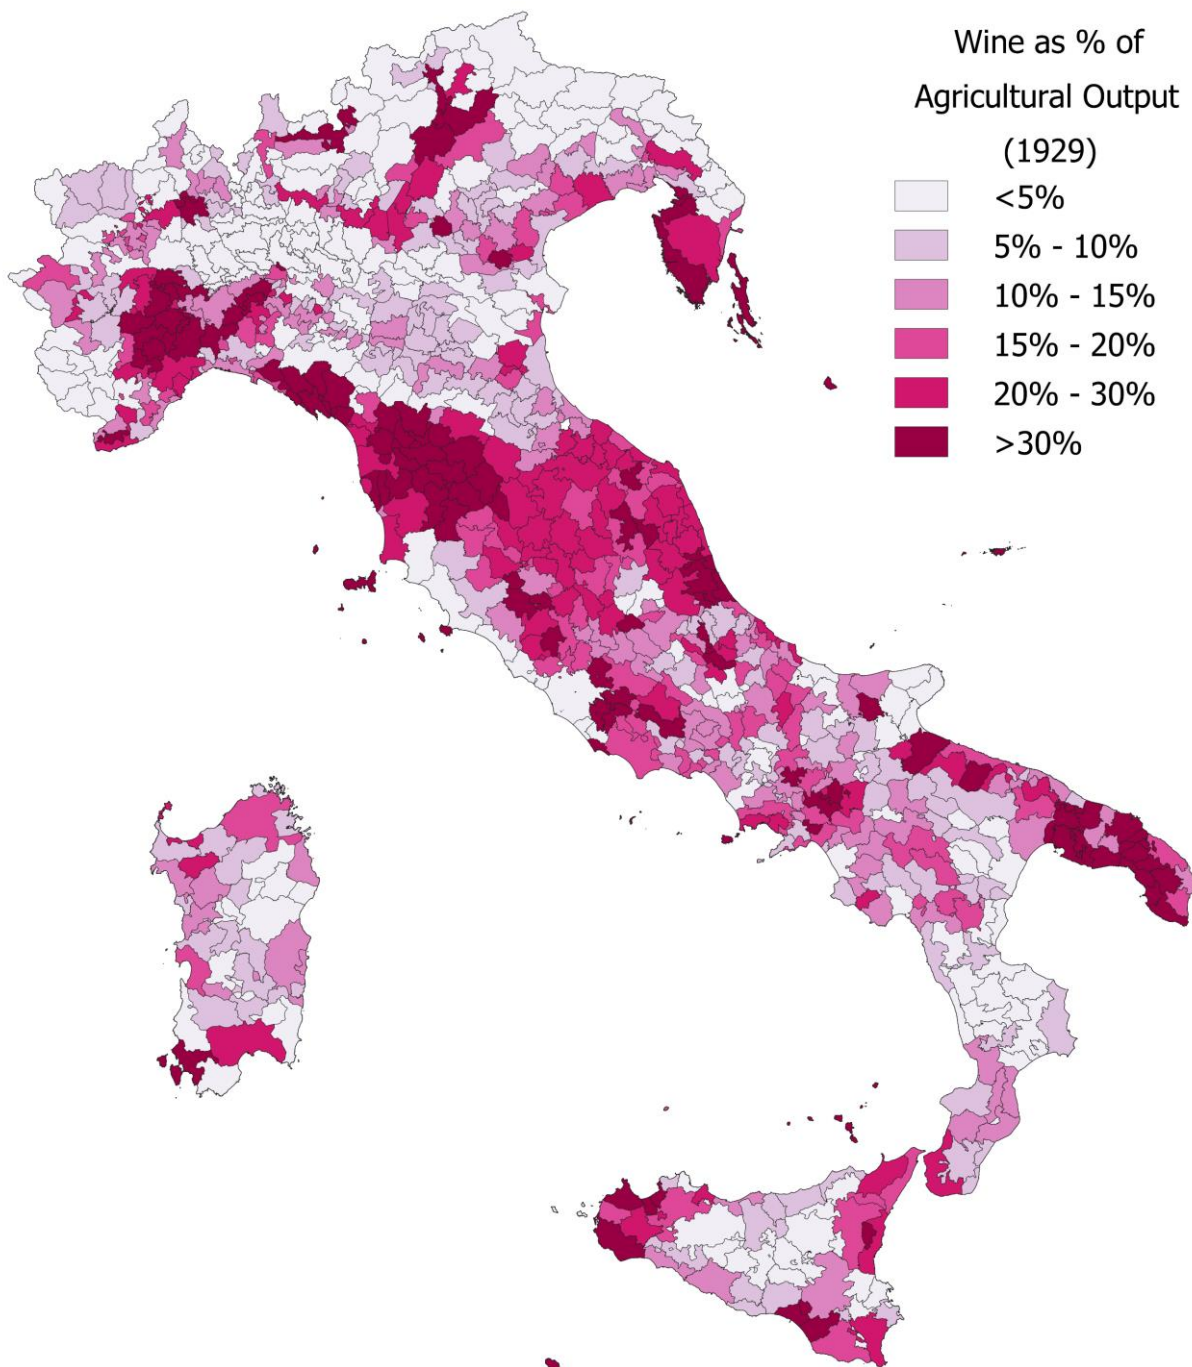 Wine as % of
Agricultural Output
(1929)
<5%
5% - 10%
10% - 15%
15% - 20%
20% - 30%
>30%